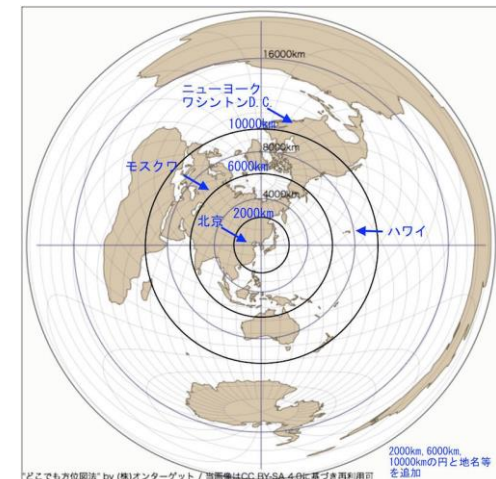 16000km
ニューヨーク
ワシントンD.C.
10000km
8000km
モスクワ
6000km
4000km
北京
2000km
ハワイ
2000km, 6000km,
10000kmの円と地名等
を追加
"どこでも方位図法" by (株)オンターゲット / 当画像はCC BY-SA 4.0に基づき再利用可